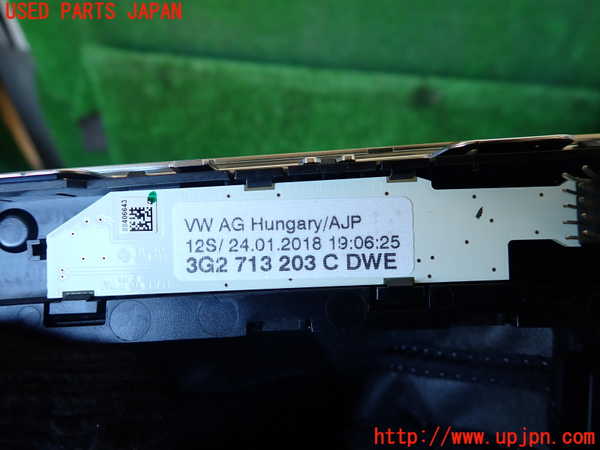 USED PARTS JAPAN
80406643
VW AG Hungary/AJP
12S/ 24.01.2018 19:06:25
3G2 713 203 C DWE
http://www.upjpn.com/